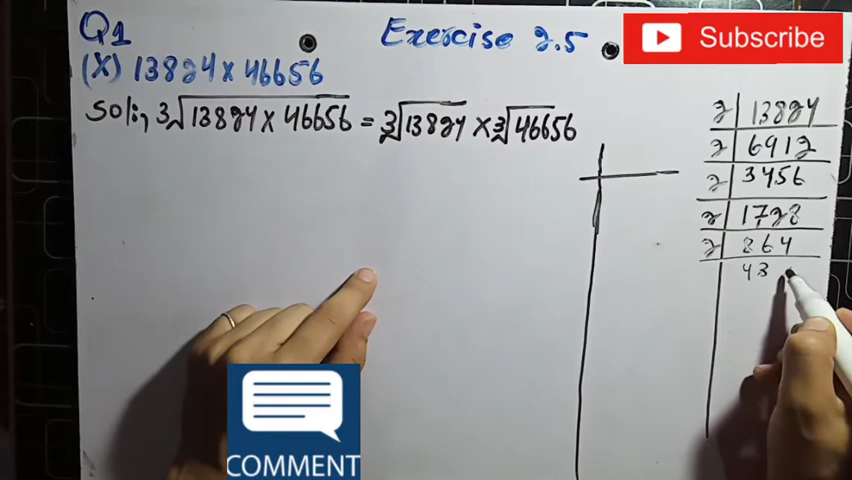 Q1
Exercise 2.5
Subscribe
(X) 13824 x 46656
Sol:, 3√13824 x 46656 = 3√13824 x 3√46656
2 | 13824
2 | 6912
2 | 3456
2 | 1728
2 | 864
43
COMMENT